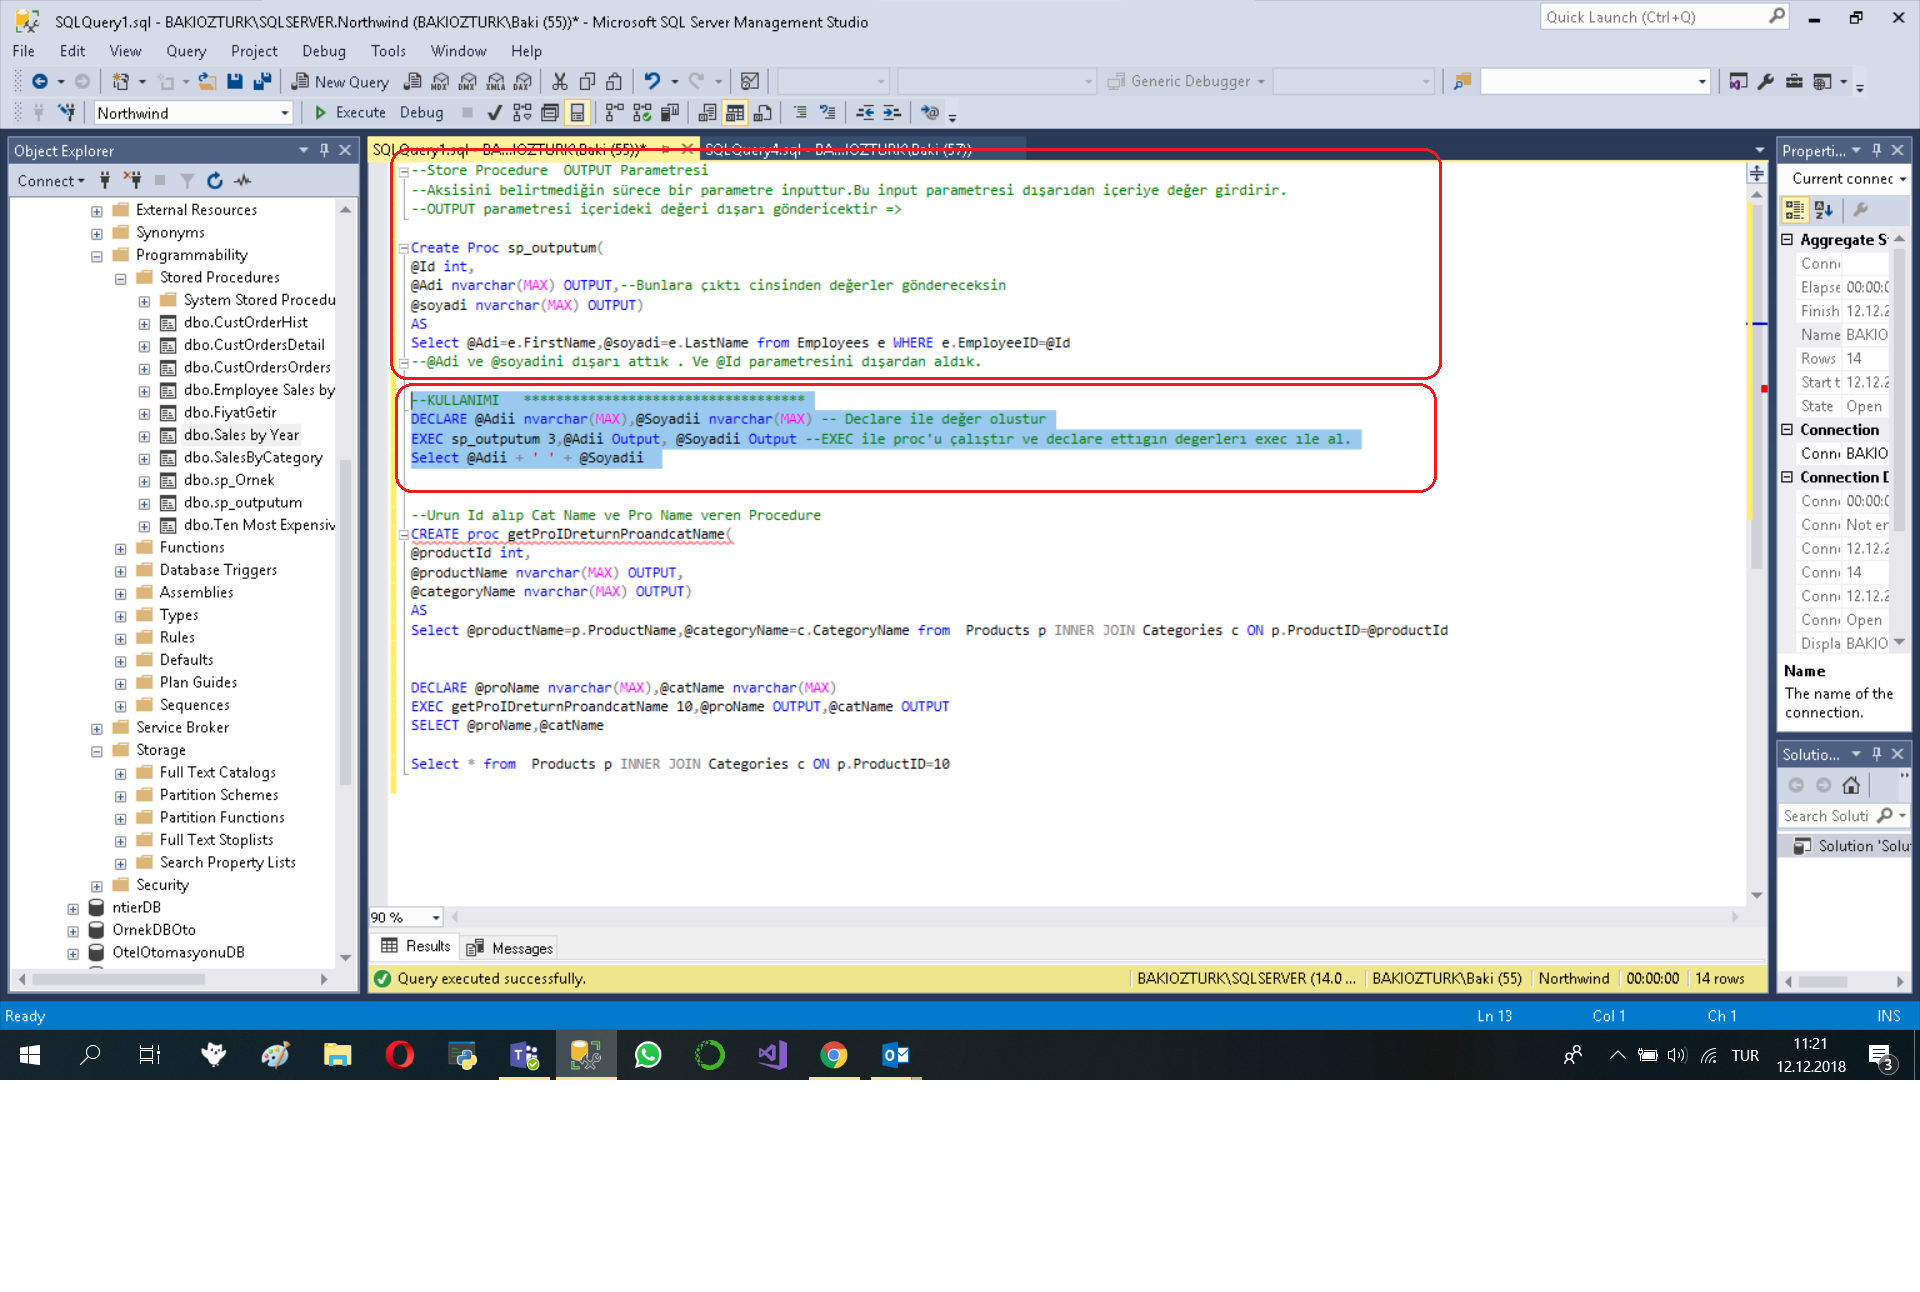 SQLQuery1.sql - BAKIOZTURK\SQLSERVER.Northwind (BAKIOZTURK\Baki (55))* - Microsoft SQL Server Management Studio
Quick Launch (Ctrl+Q)
File Edit View Query Project Debug Tools Window Help
New Query
MDX DMX XMLA DAX
Generic Debugger
Northwind
Execute Debug
Object Explorer
Connect
External Resources
Synonyms
Programmability
Stored Procedures
System Stored Procedu
dbo.CustOrderHist
dbo.CustOrdersDetail
dbo.CustOrdersOrders
dbo.Employee Sales by
dbo.FiyatGetir
dbo.Sales by Year
dbo.SalesByCategory
dbo.sp_Ornek
dbo.sp_outputum
dbo.Ten Most Expensiv
Functions
Database Triggers
Assemblies
Types
Rules
Defaults
Plan Guides
Sequences
Service Broker
Storage
Full Text Catalogs
Partition Schemes
Partition Functions
Full Text Stoplists
Search Property Lists
Security
ntierDB
OrnekDBOto
OtelOtomasyonuDB
SQLQuery1.sql - BA...IOZTURK\Baki (55))*
SQLQuery4.sql - BA...IOZTURK\Baki (57))
--Store Procedure  OUTPUT Parametresi
--Aksisini belirtmediğin sürece bir parametre inputtur.Bu input parametresi dışarıdan içeriye değer girdirir.
--OUTPUT parametresi içerideki değeri dışarı göndericektir =>
Create Proc sp_outputum(
@Id int,
@Adi nvarchar(MAX) OUTPUT,--Bunlara çıktı cinsinden değerler göndereceksin
@soyadi nvarchar(MAX) OUTPUT)
AS
Select @Adi=e.FirstName,@soyadi=e.LastName from Employees e WHERE e.EmployeeID=@Id
--@Adi ve @soyadini dışarı attık . Ve @Id parametresini dışardan aldık.
--KULLANIMI   ***********************************
DECLARE @Adii nvarchar(MAX),@Soyadii nvarchar(MAX) -- Declare ile değer olustur
EXEC sp_outputum 3,@Adii Output, @Soyadii Output --EXEC ile proc'u çalıştır ve declare ettıgın degerlerı exec ıle al.
Select @Adii + ' ' + @Soyadii
--Urun Id alıp Cat Name ve Pro Name veren Procedure
CREATE proc getProIDreturnProandcatName(
@productId int,
@productName nvarchar(MAX) OUTPUT,
@categoryName nvarchar(MAX) OUTPUT)
AS
Select @productName=p.ProductName,@categoryName=c.CategoryName from  Products p INNER JOIN Categories c ON p.ProductID=@productId
DECLARE @proName nvarchar(MAX),@catName nvarchar(MAX)
EXEC getProIDreturnProandcatName 10,@proName OUTPUT,@catName OUTPUT
SELECT @proName,@catName
Select * from  Products p INNER JOIN Categories c ON p.ProductID=10
90 %
Results Messages
Query executed successfully.
BAKIOZTURK\SQLSERVER (14.0 ... BAKIOZTURK\Baki (55) Northwind 00:00:00 14 rows
Properti...
Current connec
Aggregate S
Conn
Elapse 00:00:0
Finish 12.12.2
Name BAKIO
Rows 14
Start t 12.12.2
State Open
Connection
Conn BAKIO
Connection D
Conn 00:00:0
Conn Not er
Conn 12.12.2
Conn 14
Conn 12.12.2
Conn Open
Displa BAKIO
Name
The name of the
connection.
Solutio...
Search Soluti
Solution 'Solu
Ready
Ln 13 Col 1 Ch 1 INS
TUR
11:21
12.12.2018
3